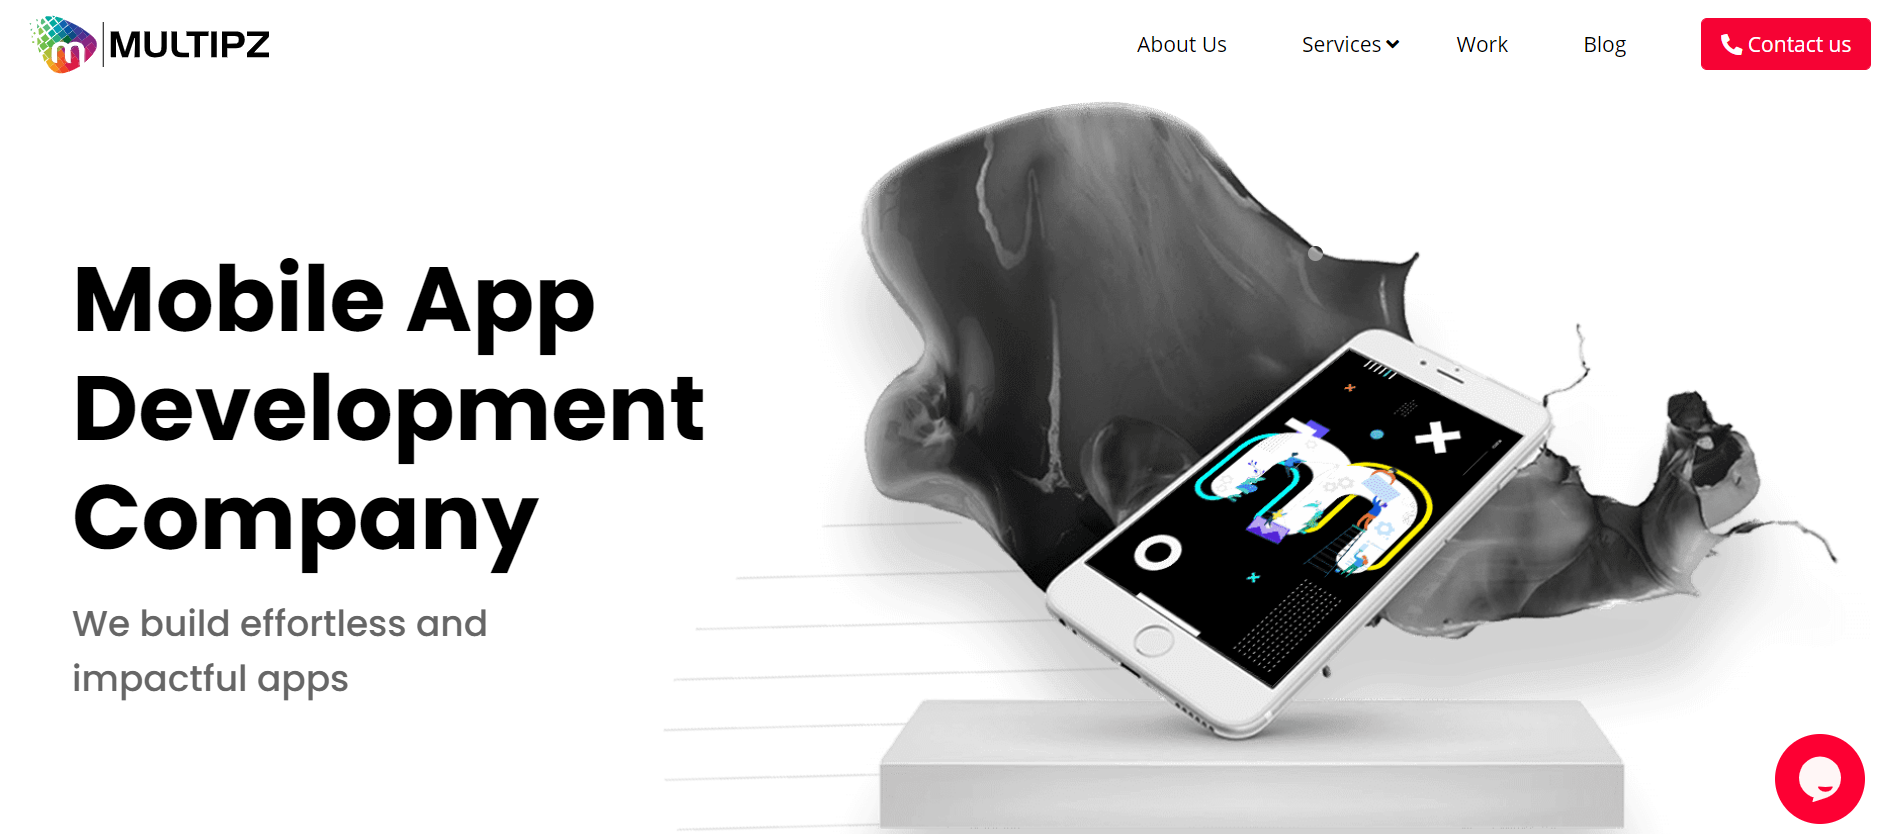 MULTIPZ
About Us
Services
Work
Blog
Contact us
Mobile App
Development
Company
We build effortless and
impactful apps